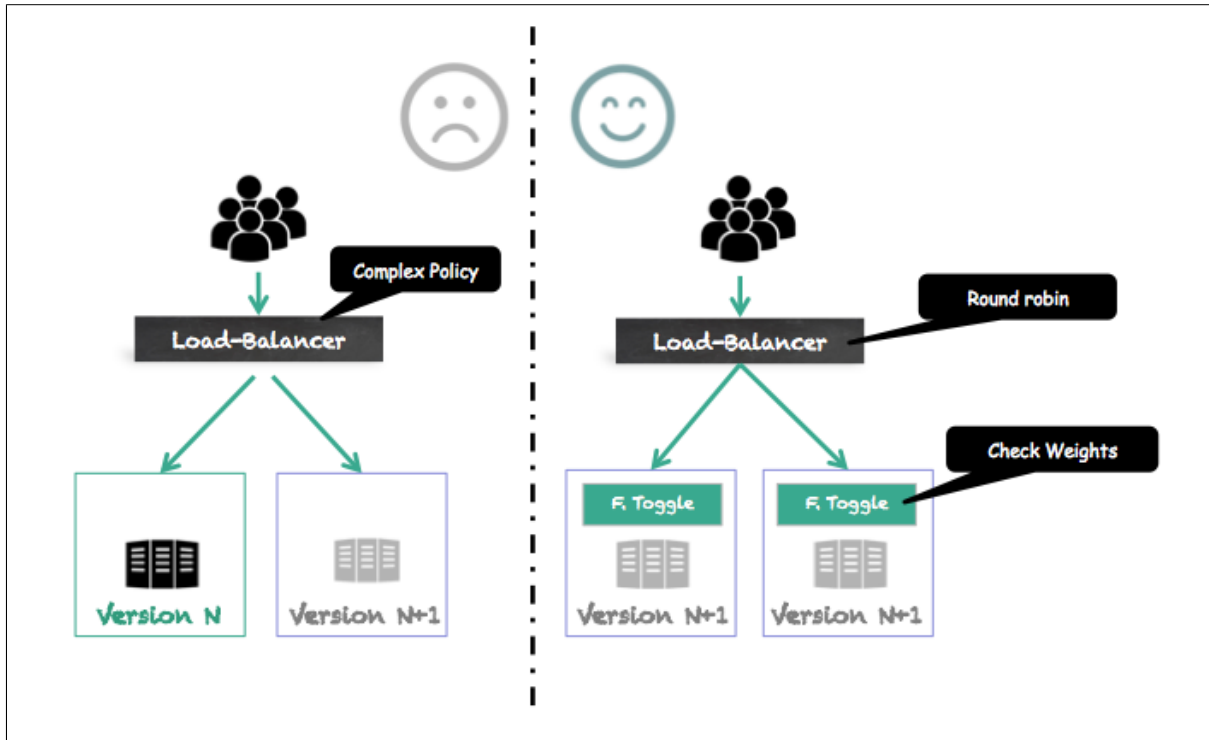 Complex Policy
Load-Balancer
Version N
Version N+1
Round robin
Load-Balancer
Check Weights
F. Toggle
F. Toggle
Version N+1
Version N+1